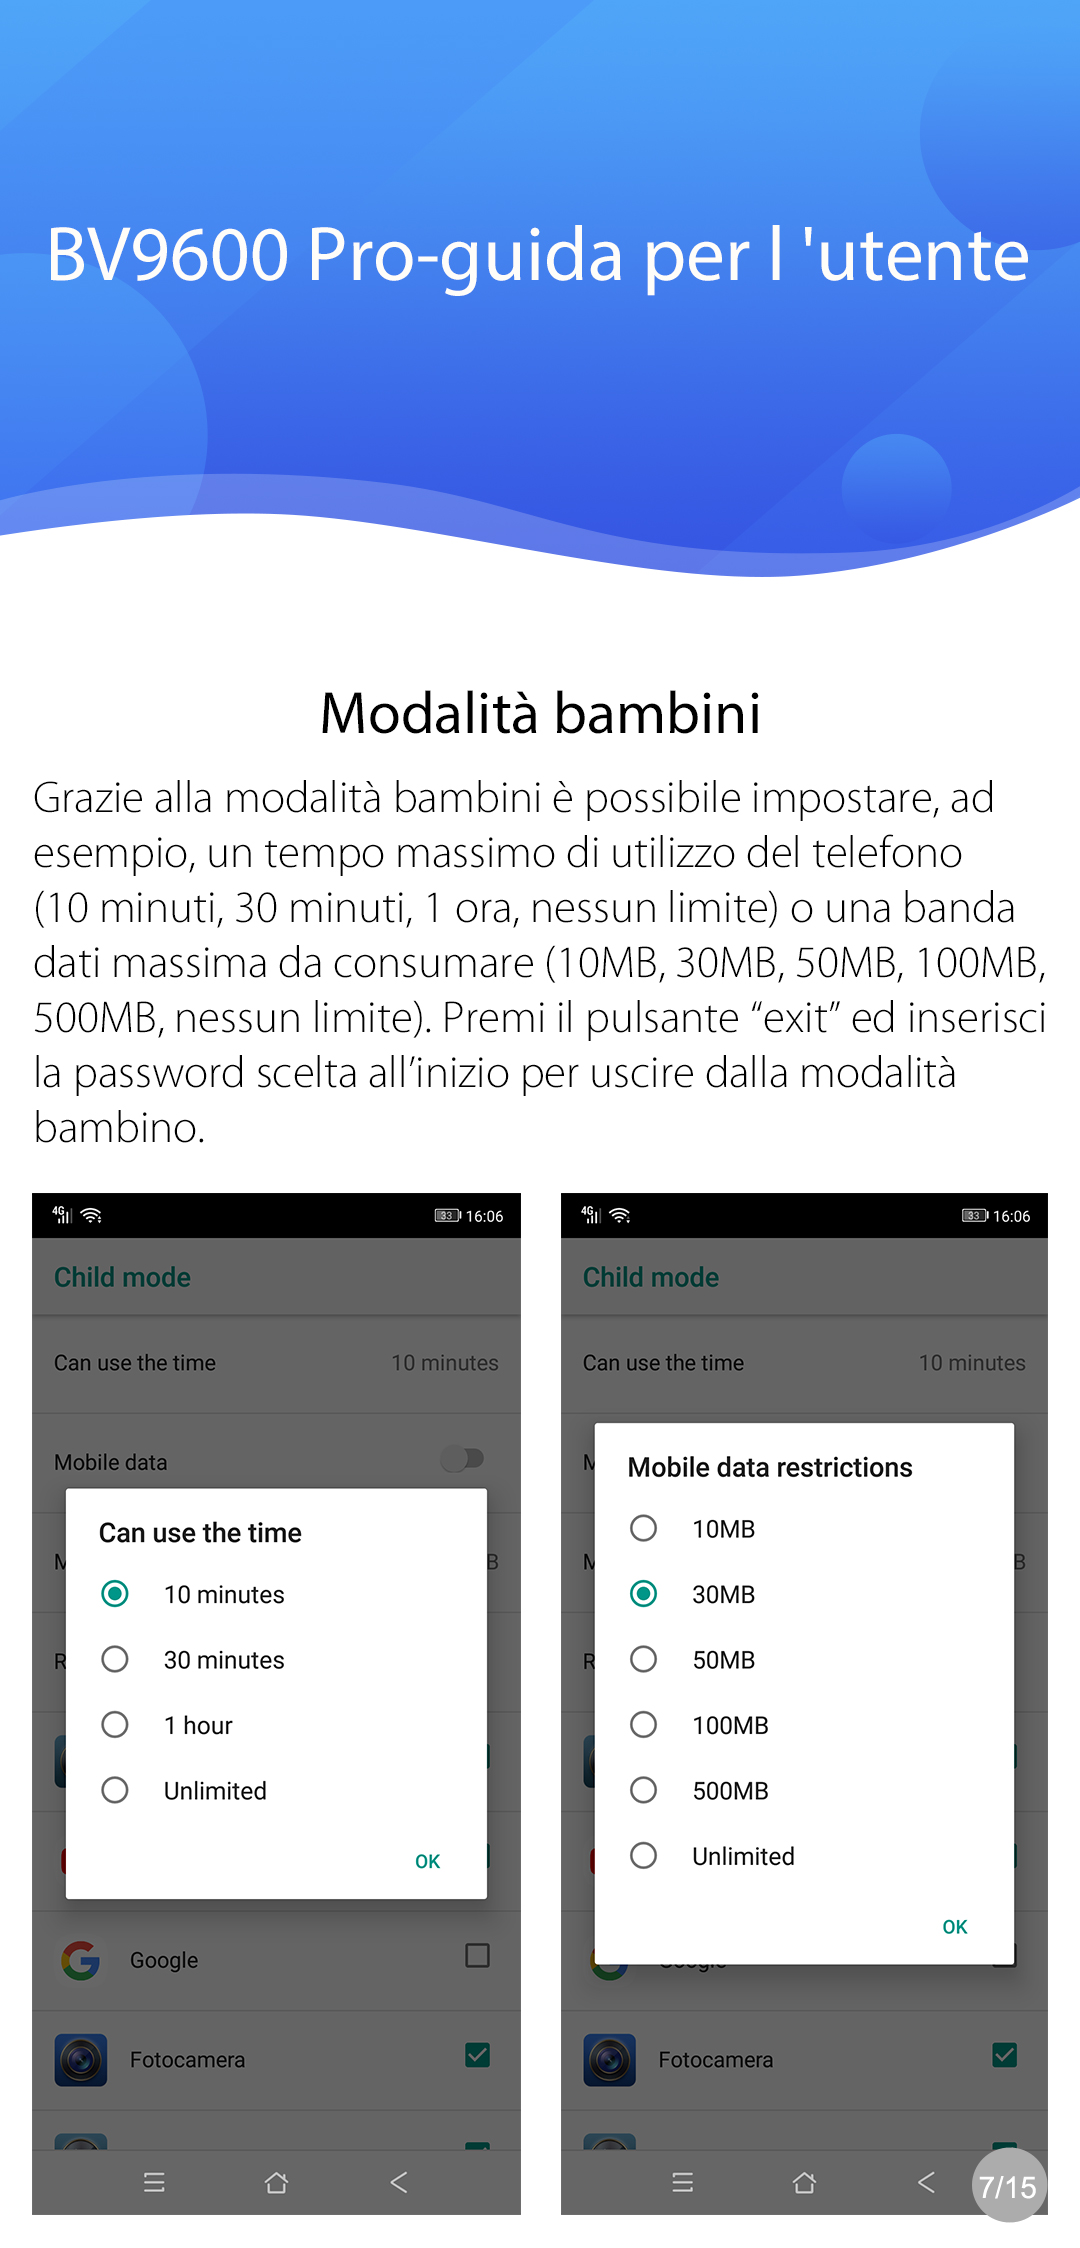 BV9600 Pro-guida per l 'utente
Modalità bambini
Grazie alla modalità bambini è possibile impostare, ad
esempio, un tempo massimo di utilizzo del telefono
(10 minuti, 30 minuti, 1 ora, nessun limite) o una banda
dati massima da consumare (10MB, 30MB, 50MB, 100MB,
500MB, nessun limite). Premi il pulsante “exit” ed inserisci
la password scelta all’inizio per uscire dalla modalità
bambino.
4G 33 16:06
Child mode
Can use the time 10 minutes
Mobile data
Can use the time
10 minutes
30 minutes
1 hour
Unlimited
OK
Google
Fotocamera
4G 33 16:06
Child mode
Can use the time 10 minutes
Mobile data restrictions
10MB
30MB
50MB
100MB
500MB
Unlimited
OK
Fotocamera
7/15